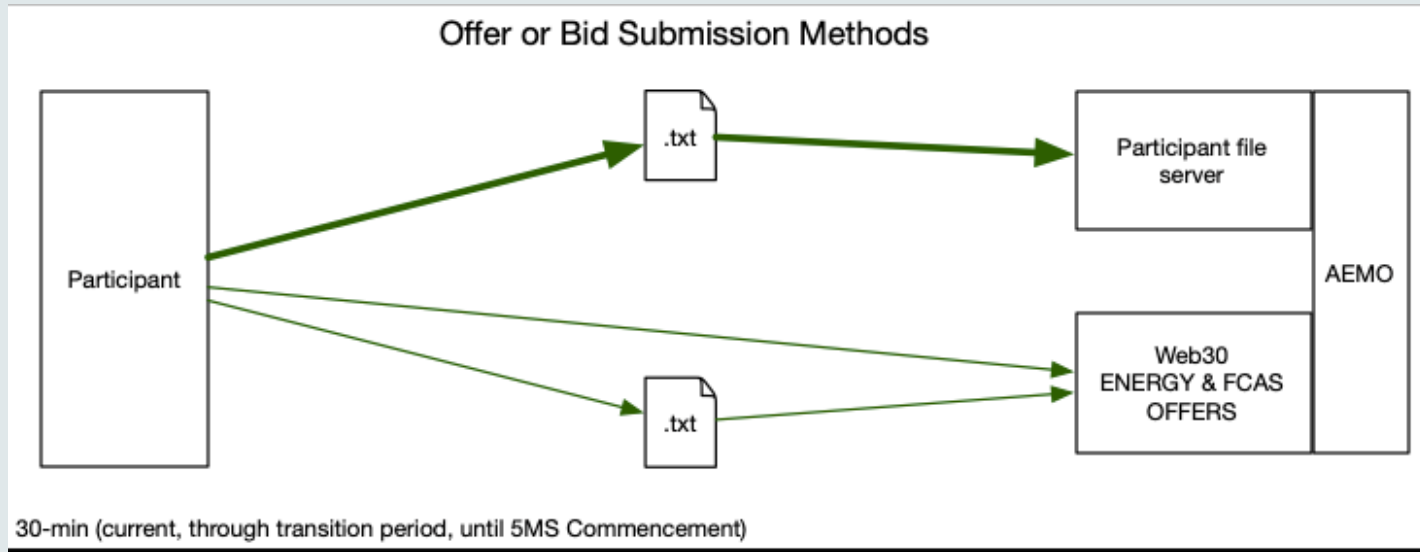 Offer or Bid Submission Methods
.txt
Participant file
server
Participant
AEMO
Web30
ENERGY & FCAS
OFFERS
.txt
30-min (current, through transition period, until 5MS Commencement)